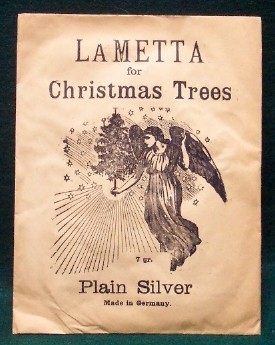 LAMETTA
for
Christmas Trees
7 gr.
Plain Silver
Made in Germany.